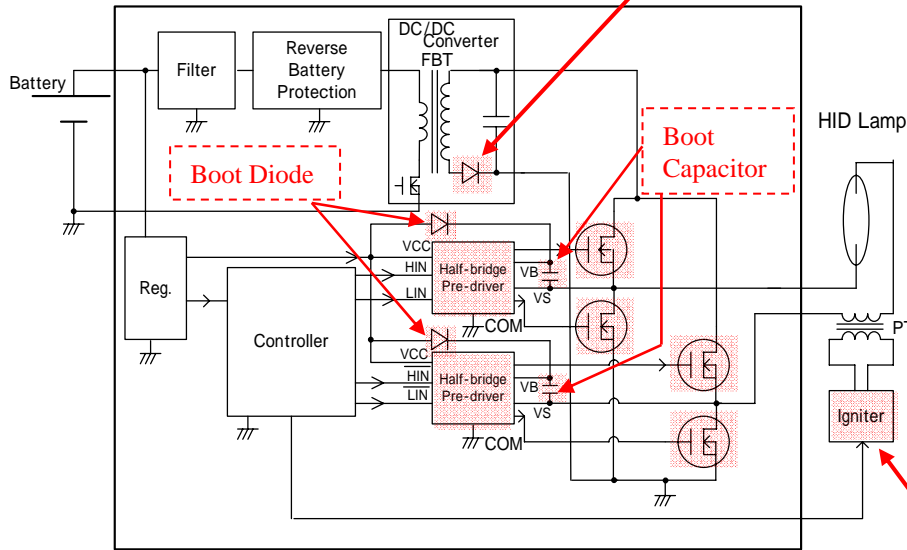 DC/DC
Converter
FBT
Reverse
Battery
Protection
Filter
Battery
HID Lamp
Boot
Capacitor
Boot Diode
VCC
HIN
LIN
Half-bridge
Pre-driver
VB
VS
COM
Reg.
Controller
PT
VCC
HIN
LIN
Half-bridge
Pre-driver
VB
VS
COM
Igniter